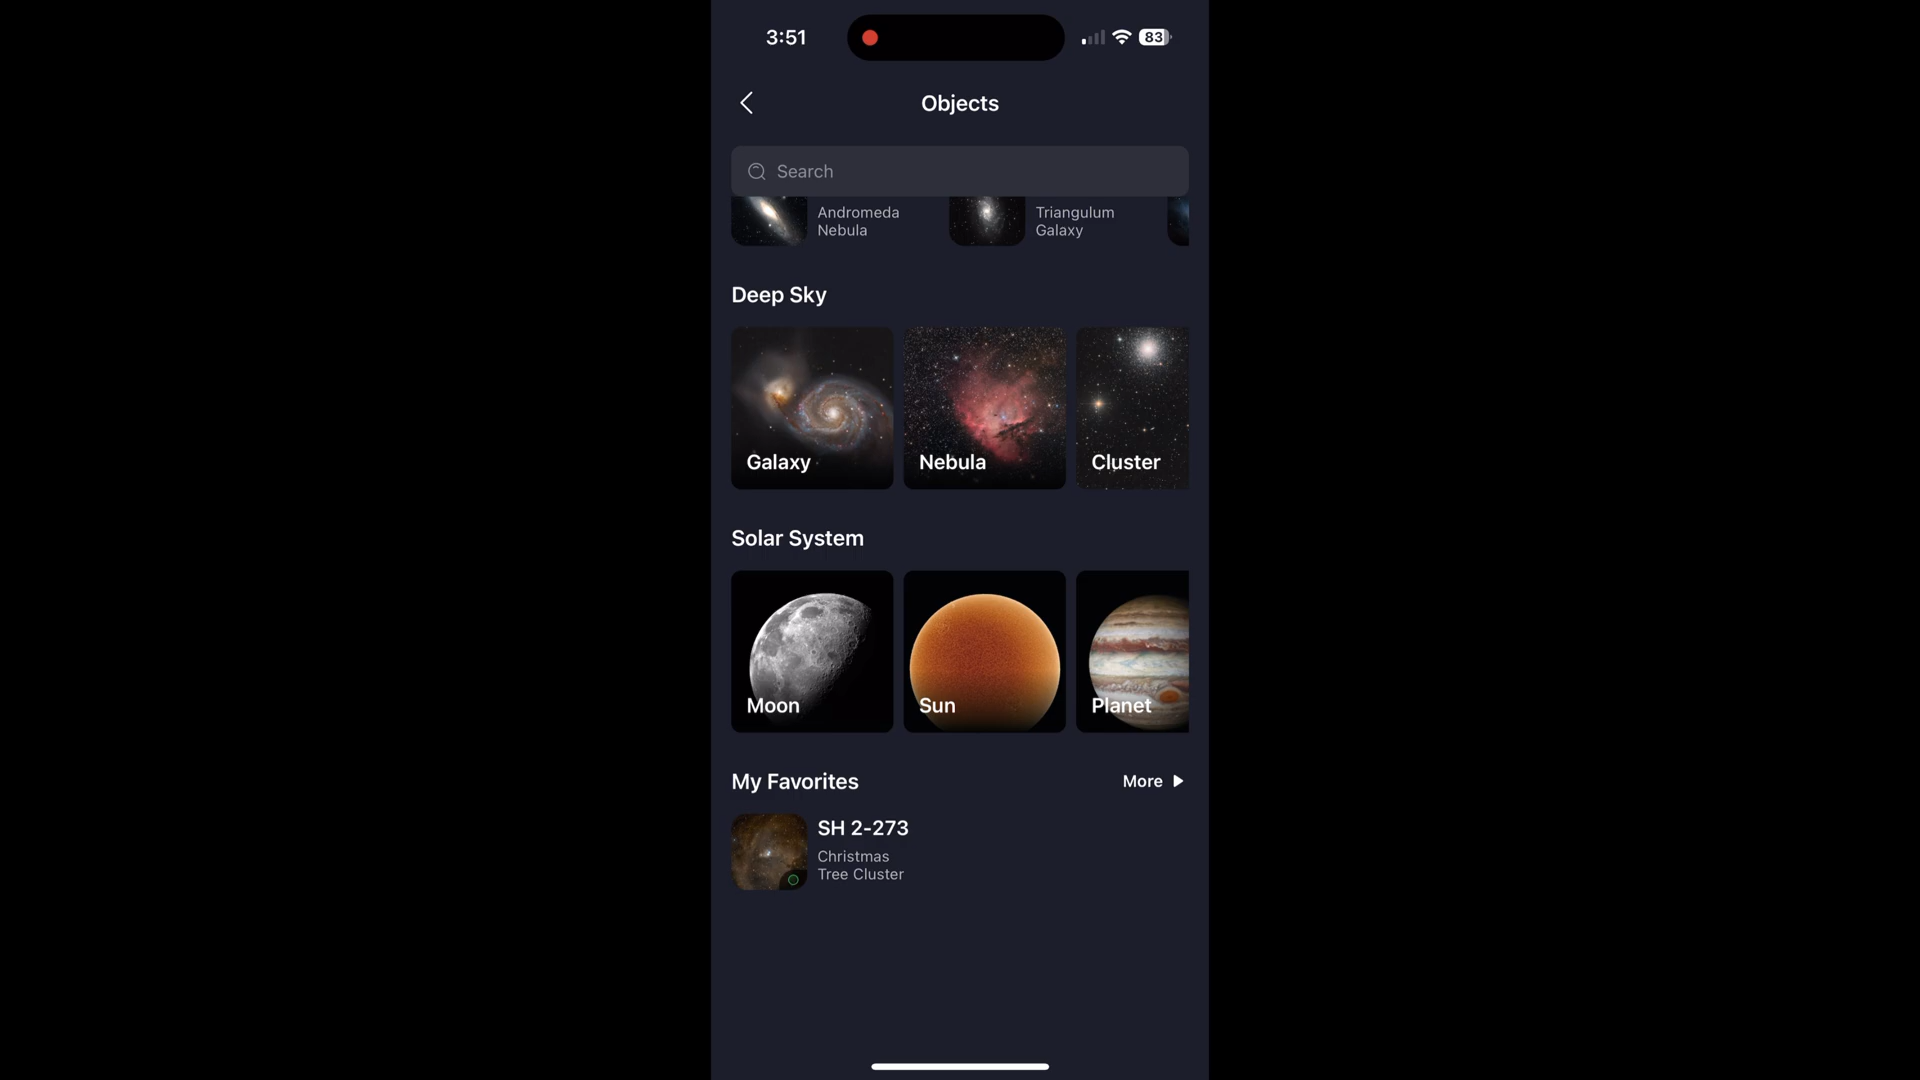 3:51
83
Objects
Search
Andromeda
Nebula
Triangulum
Galaxy
Deep Sky
Galaxy
Nebula
Cluster
Solar System
Moon
Sun
Planet
My Favorites
More
SH 2-273
Christmas
Tree Cluster